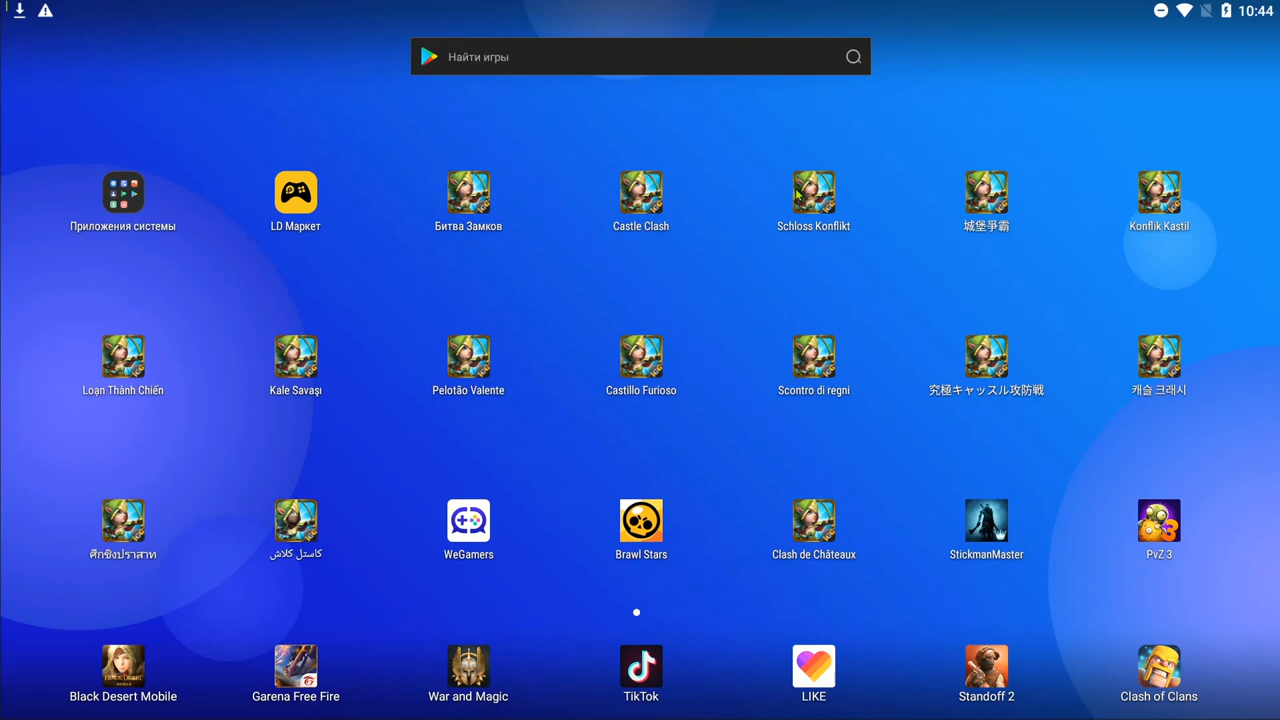 10:44
Найти игры
Приложения системы
LD Маркет
Битва Замков
Castle Clash
Schloss Konflikt
城堡爭霸
Konflik Kastil
Loạn Thành Chiến
Kale Savaşı
Pelotão Valente
Castillo Furioso
Scontro di regni
究極キャッスル攻防戦
캐슬 크래시
ศึกชิงปราสาท
كاستل كلاش
WeGamers
Brawl Stars
Clash de Châteaux
StickmanMaster
PvZ 3
Black Desert Mobile
Garena Free Fire
War and Magic
TikTok
LIKE
Standoff 2
Clash of Clans